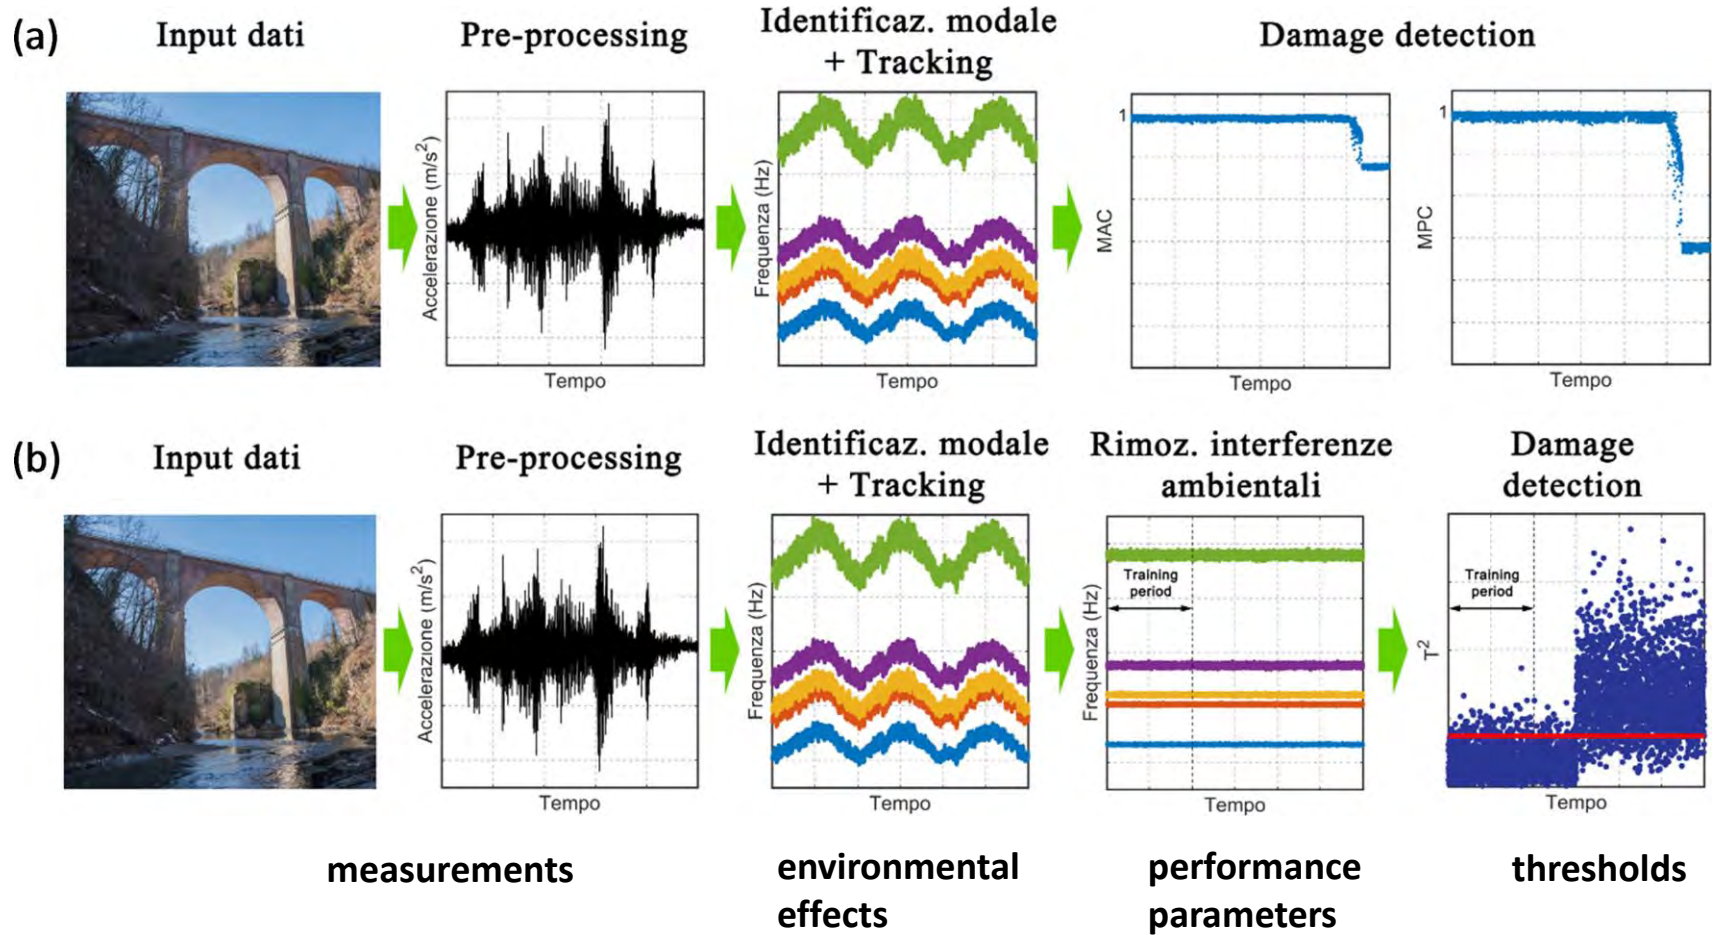 (a)
Input dati
Pre-processing
Identificaz. modale
+ Tracking
Damage detection
Accelerazione (m/s²)
Tempo
Frequenza (Hz)
Tempo
1
MAC
Tempo
1
MPC
Tempo
(b)
Input dati
Pre-processing
Identificaz. modale
+ Tracking
Rimoz. interferenze
ambientali
Damage
detection
Accelerazione (m/s²)
Tempo
Frequenza (Hz)
Tempo
Training
period
Frequenza (Hz)
Tempo
Training
period
T²
Tempo
measurements
environmental
effects
performance
parameters
thresholds